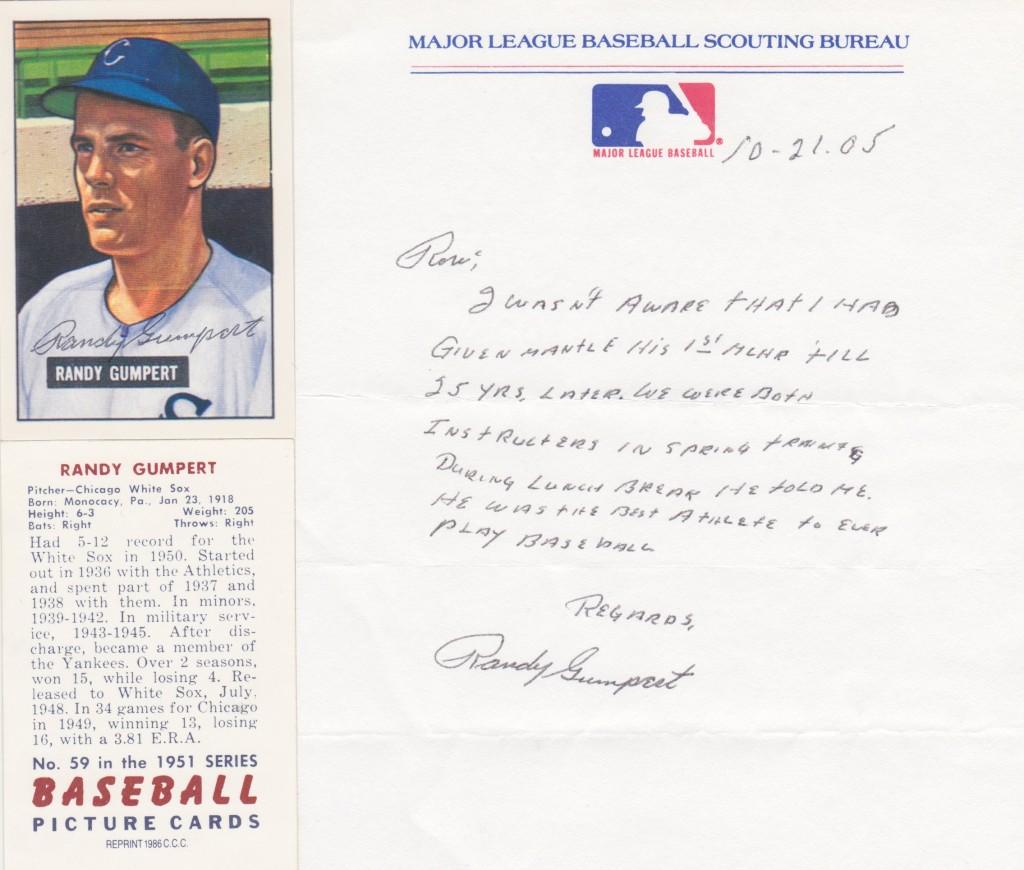 C
Randy Gumpert
RANDY GUMPERT
S
RANDY GUMPERT
Pitcher—Chicago White Sox
Born: Monocacy, Pa., Jan 23, 1918
Height: 6-3 Weight: 205
Bats: Right Throws: Right
Had 5-12 record for the
White Sox in 1950. Started
out in 1936 with the Athletics,
and spent part of 1937 and
1938 with them. In minors,
1939-1942. In military serv-
ice, 1943-1945. After dis-
charge, became a member of
the Yankees. Over 2 seasons,
won 15, while losing 4. Re-
leased to White Sox, July,
1948. In 34 games for Chicago
in 1949, winning 13, losing
16, with a 3.81 E.R.A.
No. 59 in the 1951 SERIES
BASEBALL
PICTURE CARDS
REPRINT 1986 C.C.C.
MAJOR LEAGUE BASEBALL SCOUTING BUREAU
MAJOR LEAGUE BASEBALL ®
10-21.05
I WASN'T AWARE THAT I HAD
GIVEN MANTLE HIS 1ST MLHR 'TILL
25 YRS. LATER. WE WERE BOTH
INSTRUCTERS IN SPRING TRAINING
DURING LUNCH BREAK HE TOLD ME.
HE WAS THE BEST ATHLETE TO EVER
PLAY BASEBALL
REGARDS,
Randy Gumpert